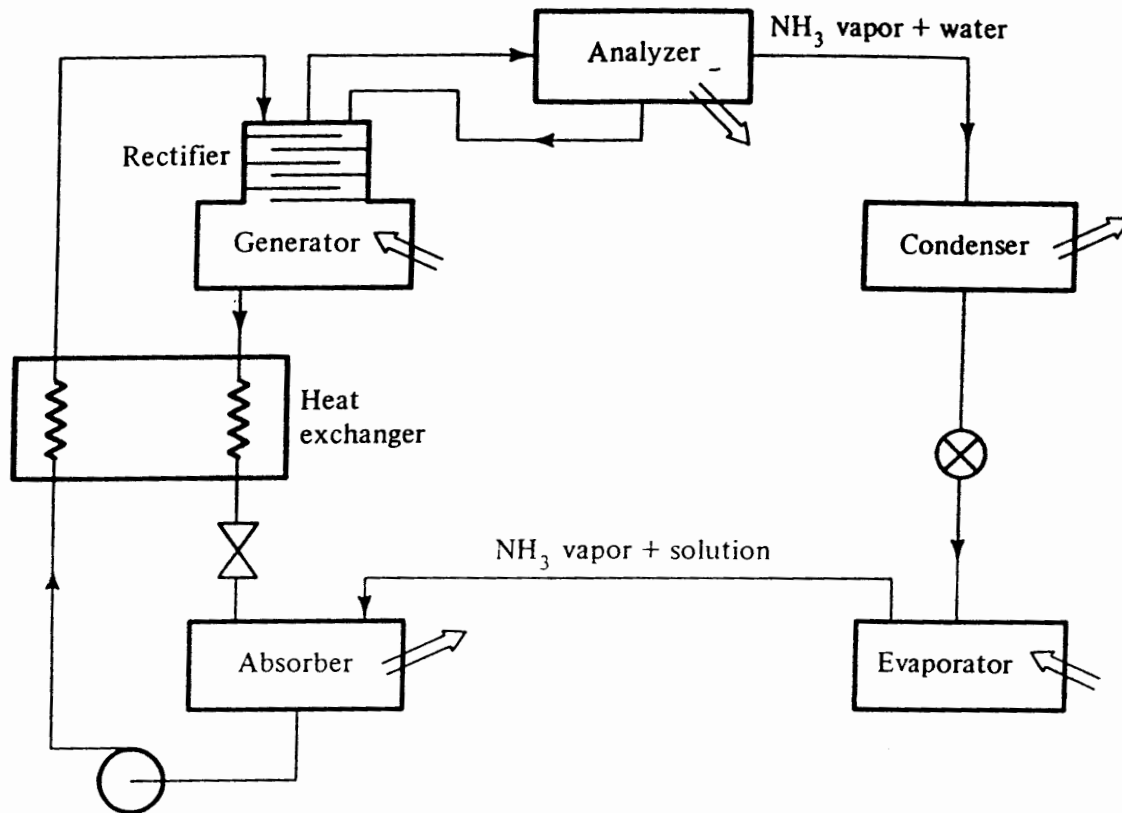 NH₃ vapor + water
Analyzer
Rectifier
Generator
Condenser
Heat
exchanger
NH₃ vapor + solution
Absorber
Evaporator